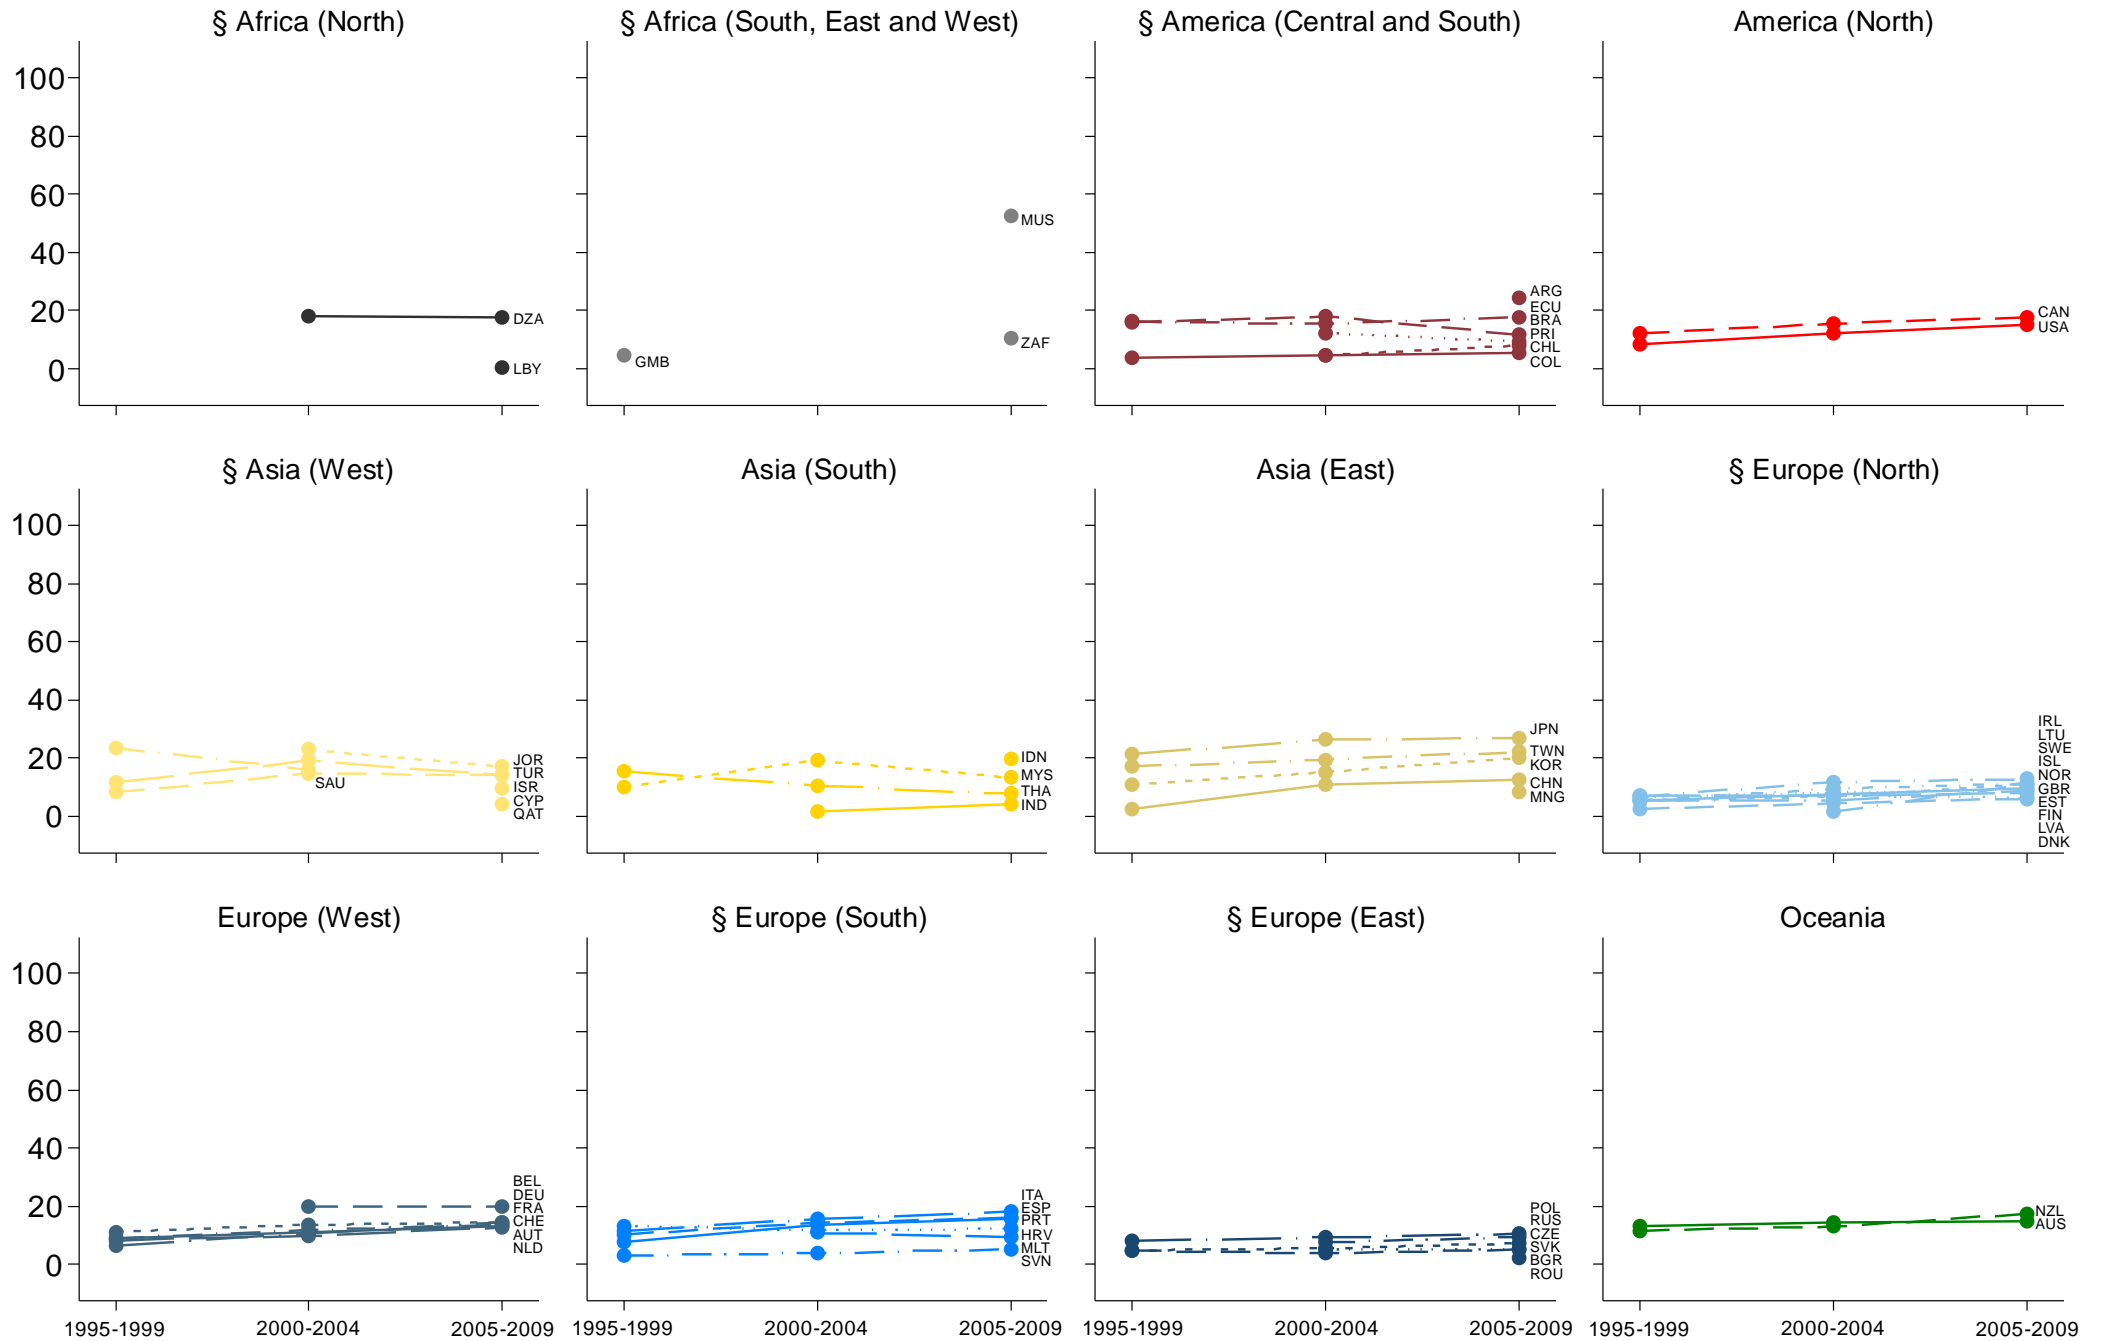 § Africa (North)
§ Africa (South, East and West)
§ America (Central and South)
America (North)
100
80
60
40
20
0
DZA
LBY
GMB
MUS
ZAF
ARG
ECU
BRA
PRI
CHL
COL
CAN
USA
§ Asia (West)
Asia (South)
Asia (East)
§ Europe (North)
100
80
60
40
20
0
SAU
JOR
TUR
ISR
CYP
QAT
IDN
MYS
THA
IND
JPN
TWN
KOR
CHN
MNG
IRL
LTU
SWE
ISL
NOR
GBR
EST
FIN
LVA
DNK
Europe (West)
§ Europe (South)
§ Europe (East)
Oceania
100
80
60
40
20
0
BEL
DEU
FRA
CHE
AUT
NLD
ITA
ESP
PRT
HRV
MLT
SVN
POL
RUS
CZE
SVK
BGR
ROU
NZL
AUS
1995-1999 2000-2004 2005-2009
1995-1999 2000-2004 2005-2009
1995-1999 2000-2004 2005-2009
1995-1999 2000-2004 2005-2009